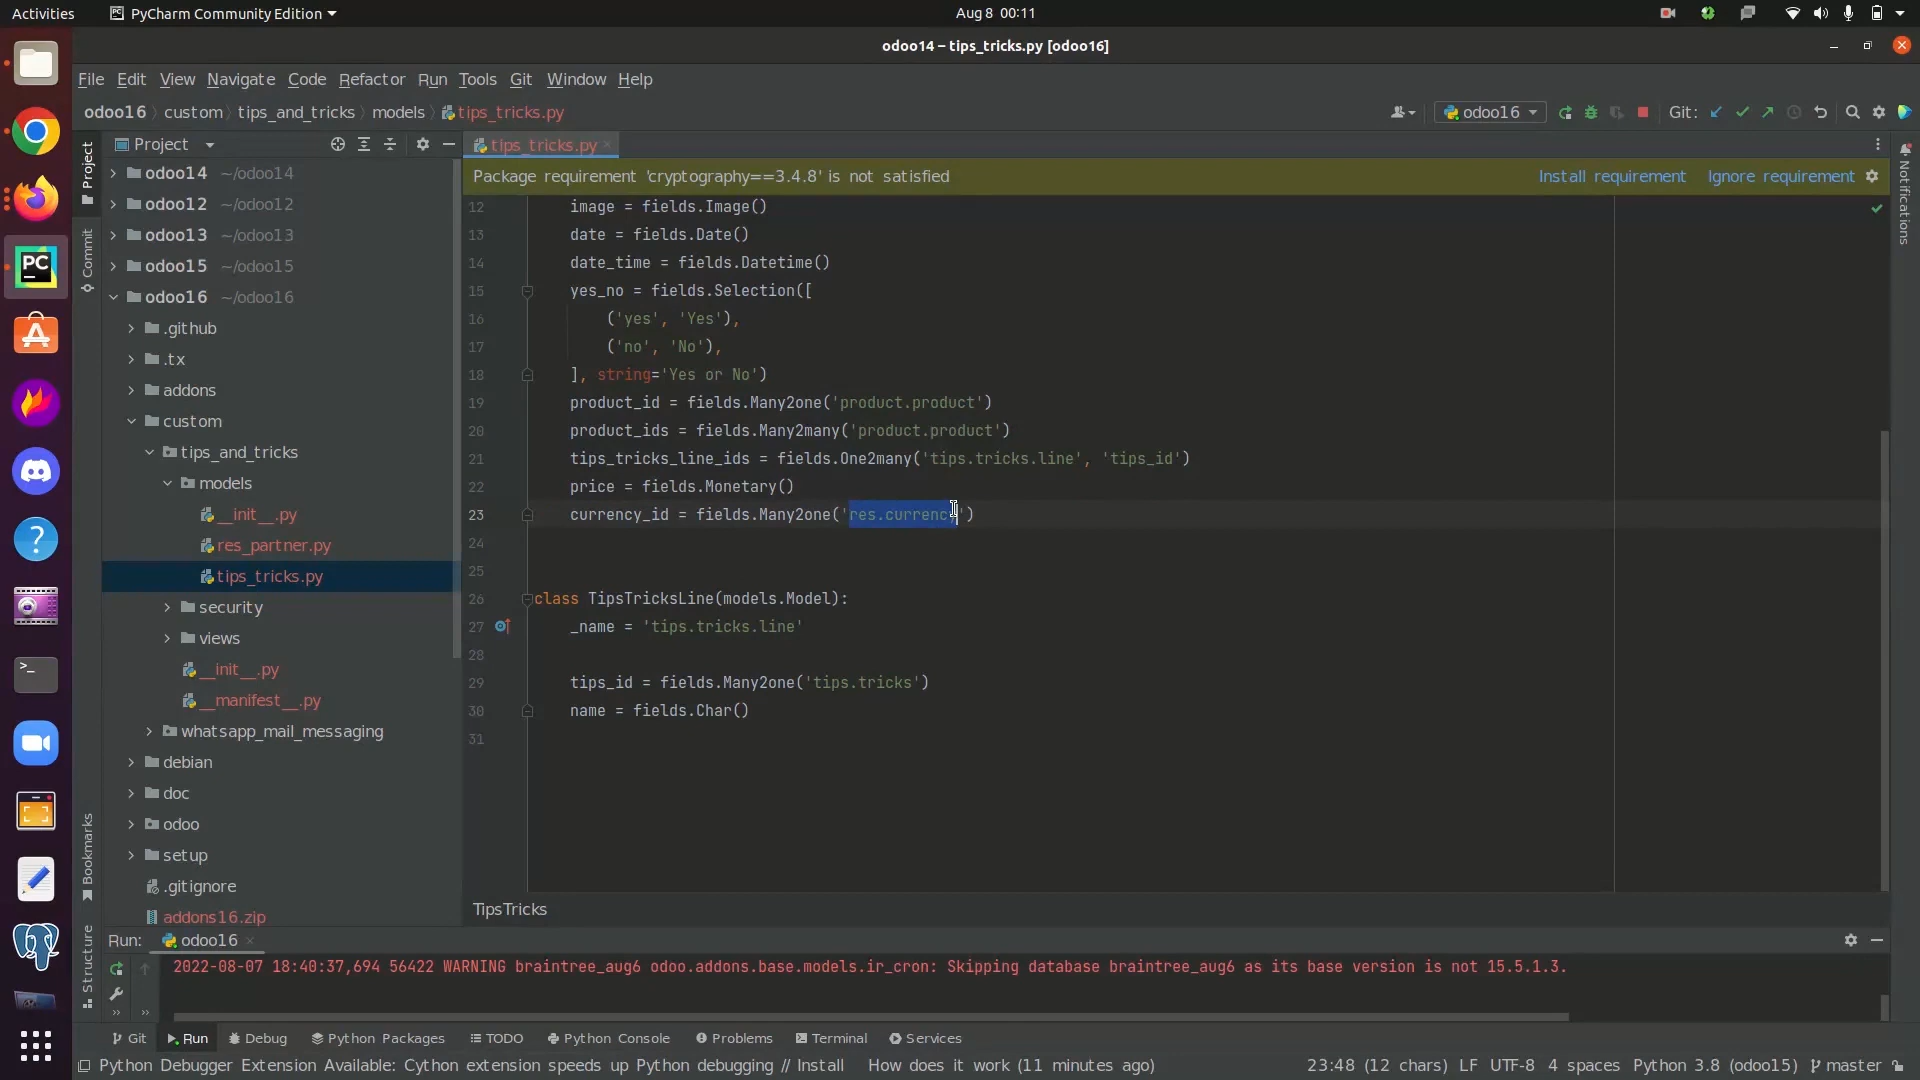 Activities
PyCharm Community Edition
Aug 8 00:11
odoo14 – tips_tricks.py [odoo16]
File Edit View Navigate Code Refactor Run Tools Git Window Help
odoo16 custom tips_and_tricks models tips_tricks.py
odoo16
Git:
Project
tips_tricks.py
Package requirement 'cryptography==3.4.8' is not satisfied
Install requirement
Ignore requirement
Project
Commit
Bookmarks
Structure
Notifications
odoo14 ~/odoo14
odoo12 ~/odoo12
odoo13 ~/odoo13
odoo15 ~/odoo15
odoo16 ~/odoo16
.github
.tx
addons
custom
tips_and_tricks
models
__init__.py
res_partner.py
tips_tricks.py
security
views
__init__.py
__manifest__.py
whatsapp_mail_messaging
debian
doc
odoo
setup
.gitignore
addons16.zip
12 image = fields.Image()
13 date = fields.Date()
14 date_time = fields.Datetime()
15 yes_no = fields.Selection([
16 ('yes', 'Yes'),
17 ('no', 'No'),
18 ], string='Yes or No')
19 product_id = fields.Many2one('product.product')
20 product_ids = fields.Many2many('product.product')
21 tips_tricks_line_ids = fields.One2many('tips.tricks.line', 'tips_id')
22 price = fields.Monetary()
23 currency_id = fields.Many2one('res.currency')
24
25
26 class TipsTricksLine(models.Model):
27 _name = 'tips.tricks.line'
28
29 tips_id = fields.Many2one('tips.tricks')
30 name = fields.Char()
31
TipsTricks
Run: odoo16
2022-08-07 18:40:37,694 56422 WARNING braintree_aug6 odoo.addons.base.models.ir_cron: Skipping database braintree_aug6 as its base version is not 15.5.1.3.
Git Run Debug Python Packages TODO Python Console Problems Terminal Services
Python Debugger Extension Available: Cython extension speeds up Python debugging // Install How does it work (11 minutes ago)
23:48 (12 chars) LF UTF-8 4 spaces Python 3.8 (odoo15) master